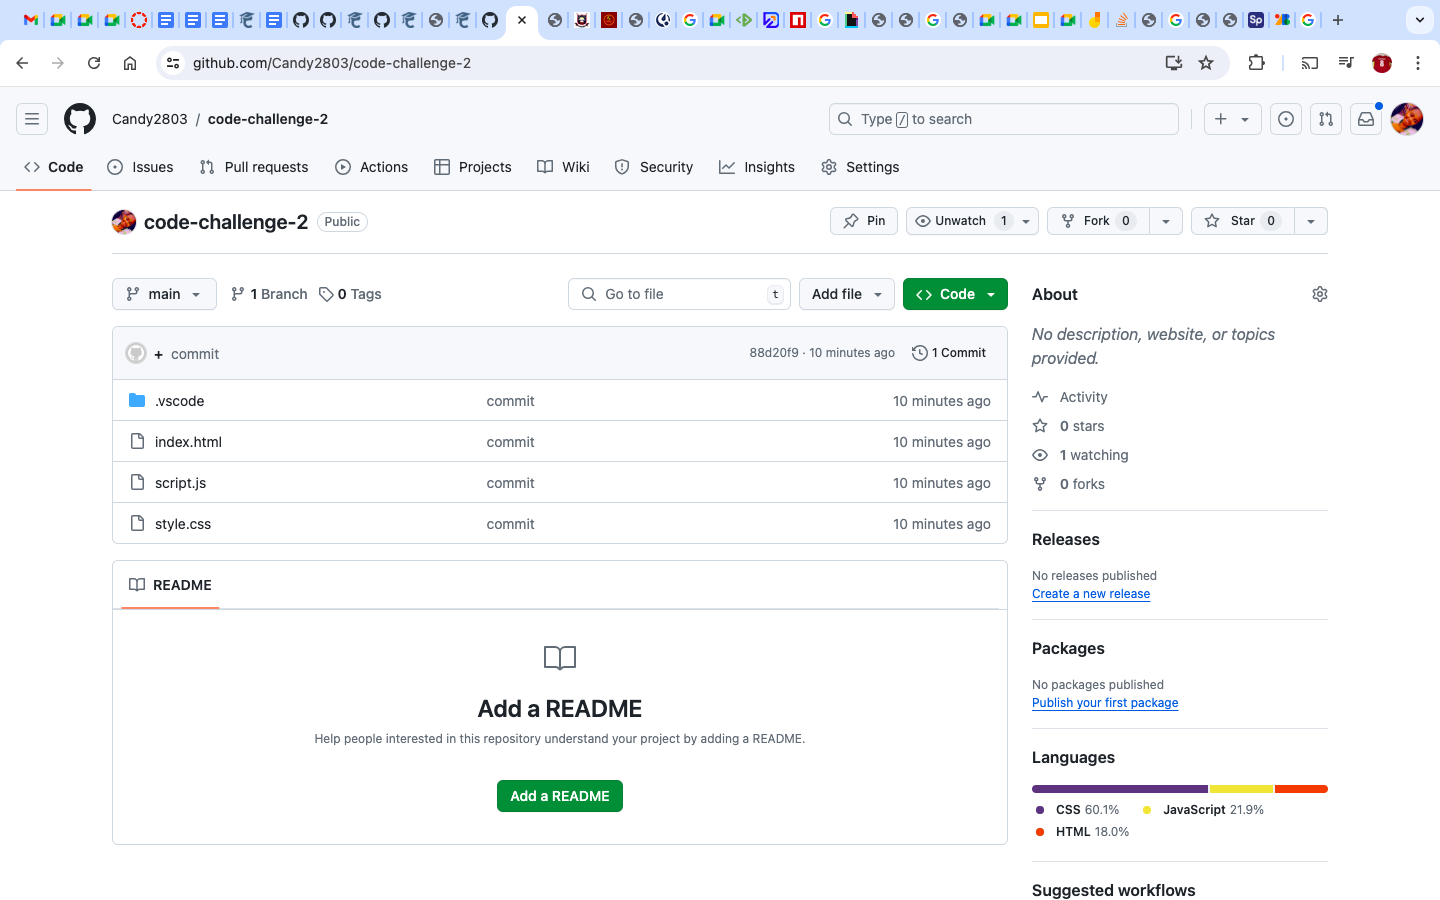 github.com/Candy2803/code-challenge-2
Candy2803 / code-challenge-2
Type / to search
Code
Issues
Pull requests
Actions
Projects
Wiki
Security
Insights
Settings
code-challenge-2
Public
Pin
Unwatch 1
Fork 0
Star 0
main
1 Branch
0 Tags
Go to file
t
Add file
Code
+ commit
88d20f9 · 10 minutes ago
1 Commit
.vscode commit 10 minutes ago
index.html commit 10 minutes ago
script.js commit 10 minutes ago
style.css commit 10 minutes ago
README
Add a README
Help people interested in this repository understand your project by adding a README.
Add a README
About
No description, website, or topics
provided.
Activity
0 stars
1 watching
0 forks
Releases
No releases published
Create a new release
Packages
No packages published
Publish your first package
Languages
CSS 60.1%
JavaScript 21.9%
HTML 18.0%
Suggested workflows